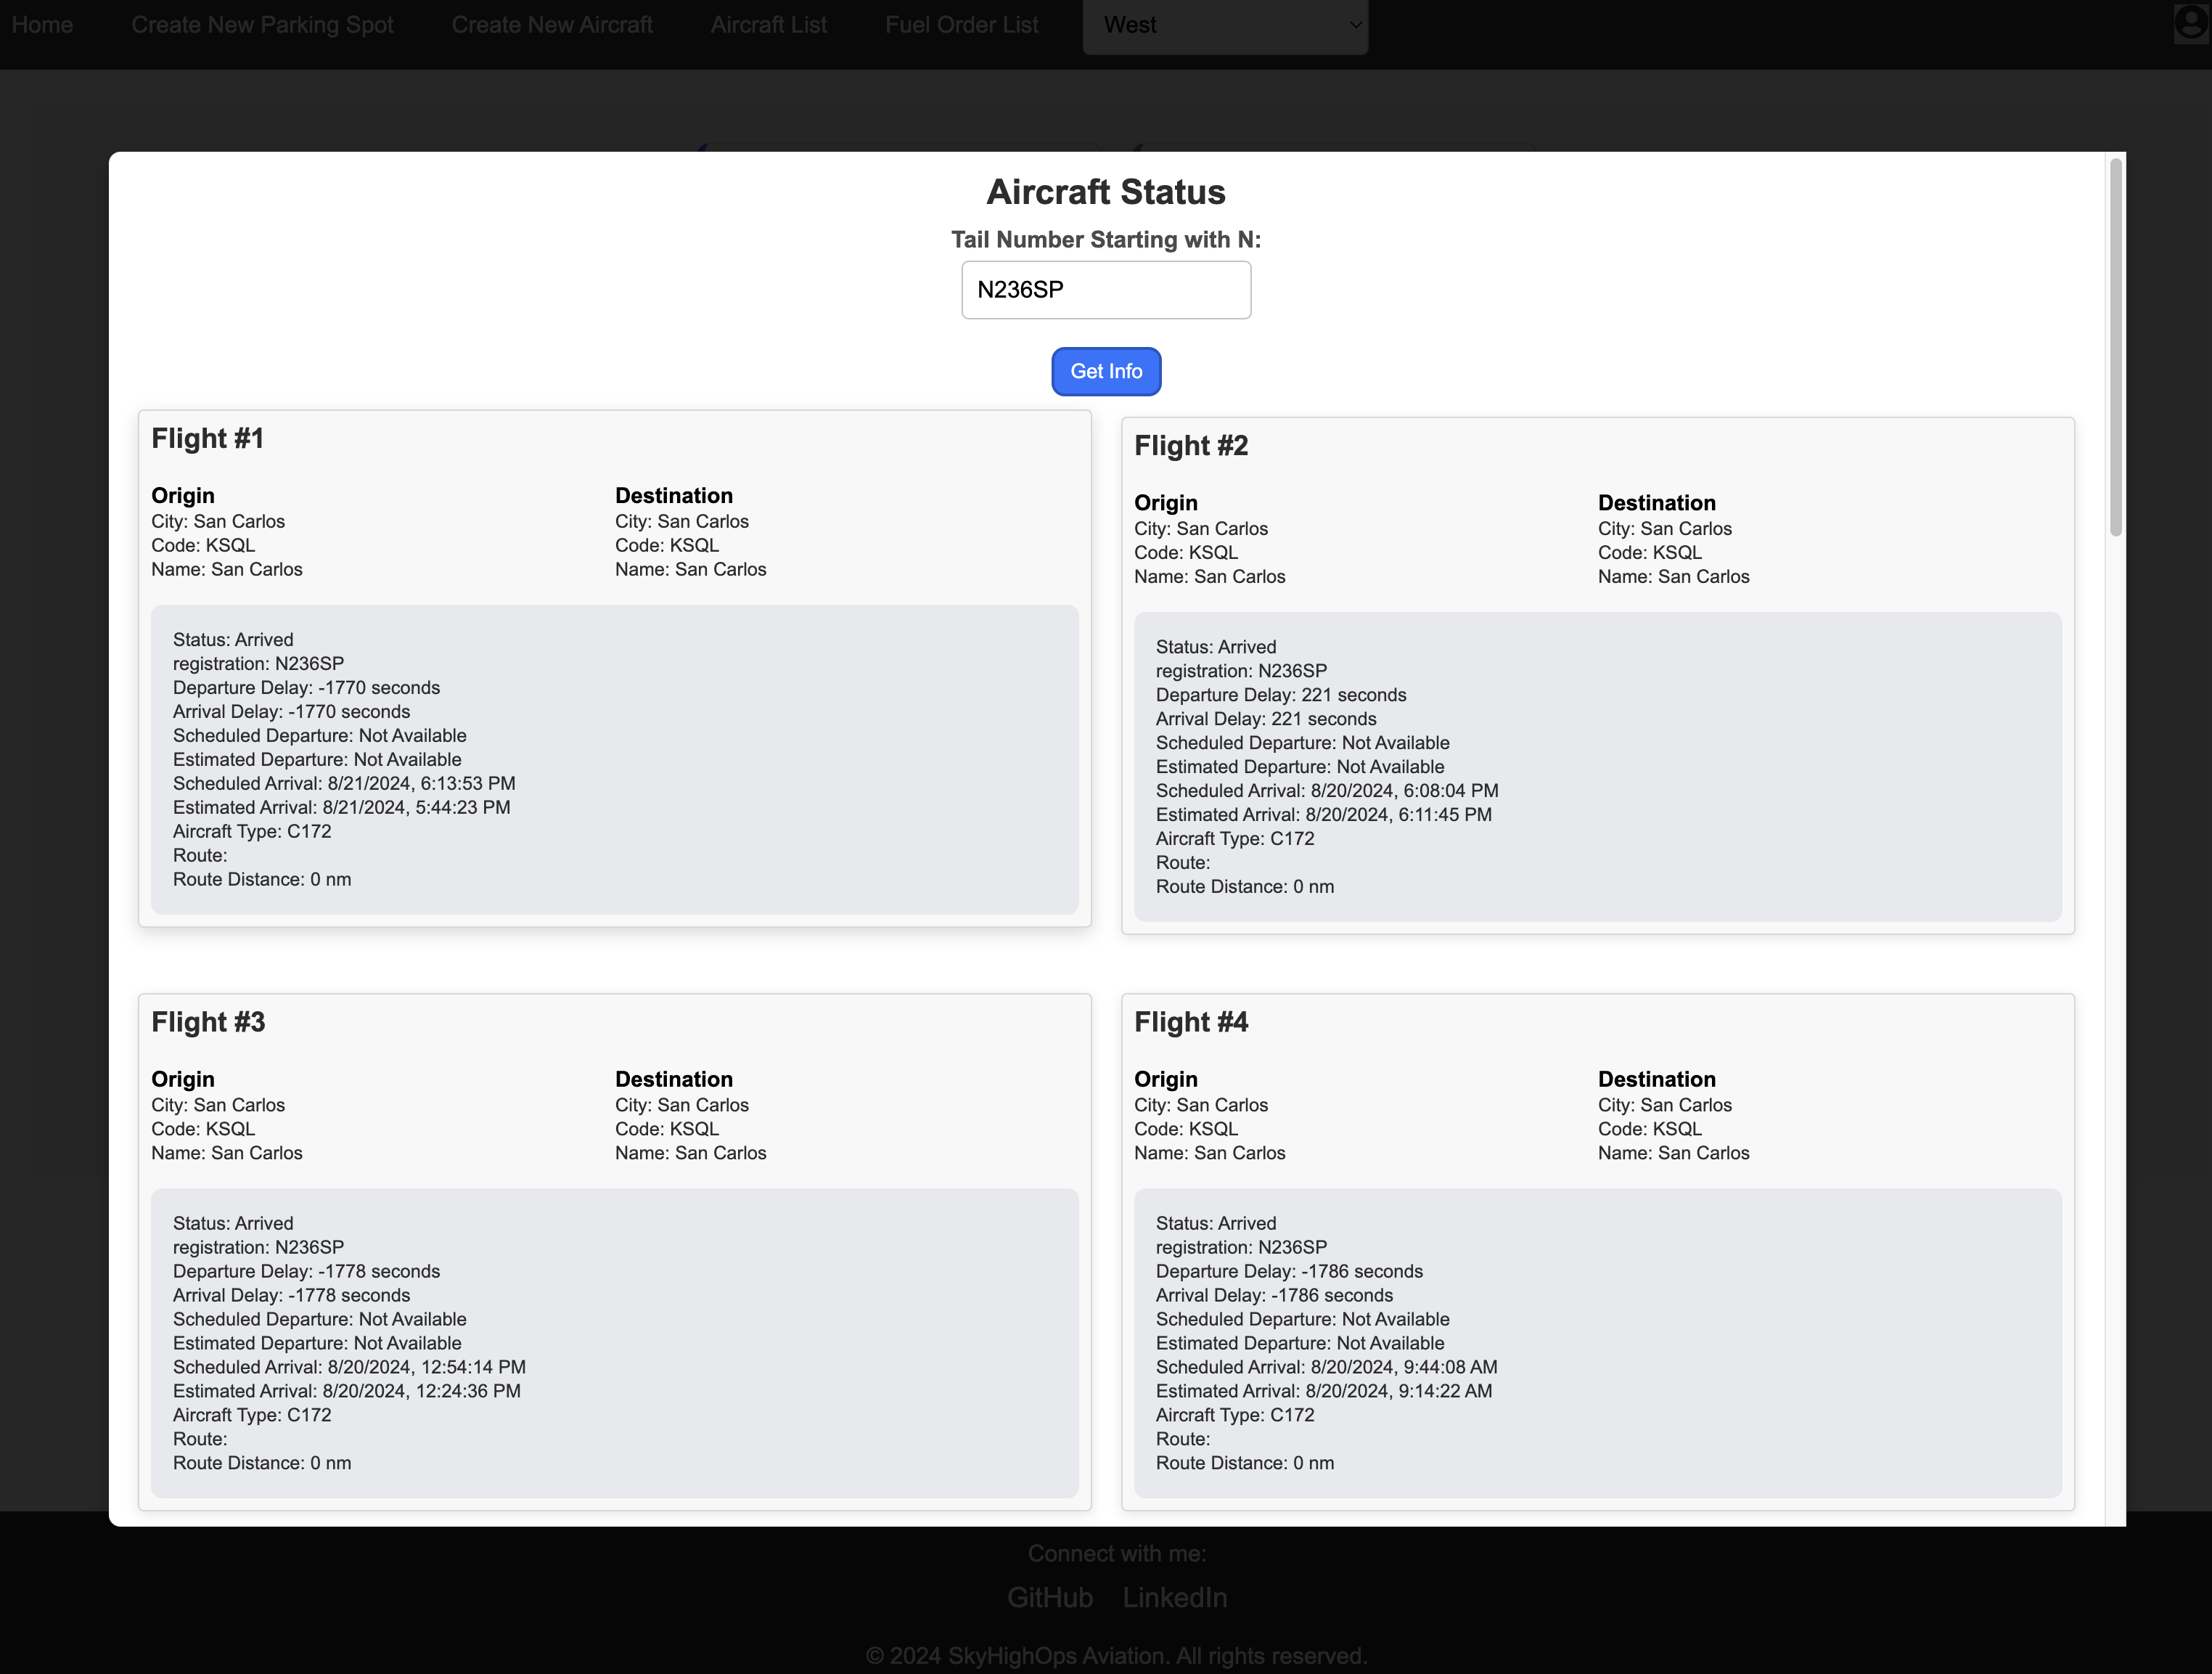 Home Create New Parking Spot Create New Aircraft Aircraft List Fuel Order List West
Aircraft Status
Tail Number Starting with N:
N236SP
Get Info
Flight #1
Origin
City: San Carlos
Code: KSQL
Name: San Carlos
Destination
City: San Carlos
Code: KSQL
Name: San Carlos
Status: Arrived
registration: N236SP
Departure Delay: -1770 seconds
Arrival Delay: -1770 seconds
Scheduled Departure: Not Available
Estimated Departure: Not Available
Scheduled Arrival: 8/21/2024, 6:13:53 PM
Estimated Arrival: 8/21/2024, 5:44:23 PM
Aircraft Type: C172
Route:
Route Distance: 0 nm
Flight #2
Origin
City: San Carlos
Code: KSQL
Name: San Carlos
Destination
City: San Carlos
Code: KSQL
Name: San Carlos
Status: Arrived
registration: N236SP
Departure Delay: 221 seconds
Arrival Delay: 221 seconds
Scheduled Departure: Not Available
Estimated Departure: Not Available
Scheduled Arrival: 8/20/2024, 6:08:04 PM
Estimated Arrival: 8/20/2024, 6:11:45 PM
Aircraft Type: C172
Route:
Route Distance: 0 nm
Flight #3
Origin
City: San Carlos
Code: KSQL
Name: San Carlos
Destination
City: San Carlos
Code: KSQL
Name: San Carlos
Status: Arrived
registration: N236SP
Departure Delay: -1778 seconds
Arrival Delay: -1778 seconds
Scheduled Departure: Not Available
Estimated Departure: Not Available
Scheduled Arrival: 8/20/2024, 12:54:14 PM
Estimated Arrival: 8/20/2024, 12:24:36 PM
Aircraft Type: C172
Route:
Route Distance: 0 nm
Flight #4
Origin
City: San Carlos
Code: KSQL
Name: San Carlos
Destination
City: San Carlos
Code: KSQL
Name: San Carlos
Status: Arrived
registration: N236SP
Departure Delay: -1786 seconds
Arrival Delay: -1786 seconds
Scheduled Departure: Not Available
Estimated Departure: Not Available
Scheduled Arrival: 8/20/2024, 9:44:08 AM
Estimated Arrival: 8/20/2024, 9:14:22 AM
Aircraft Type: C172
Route:
Route Distance: 0 nm
Connect with me:
GitHub LinkedIn
© 2024 SkyHighOps Aviation. All rights reserved.